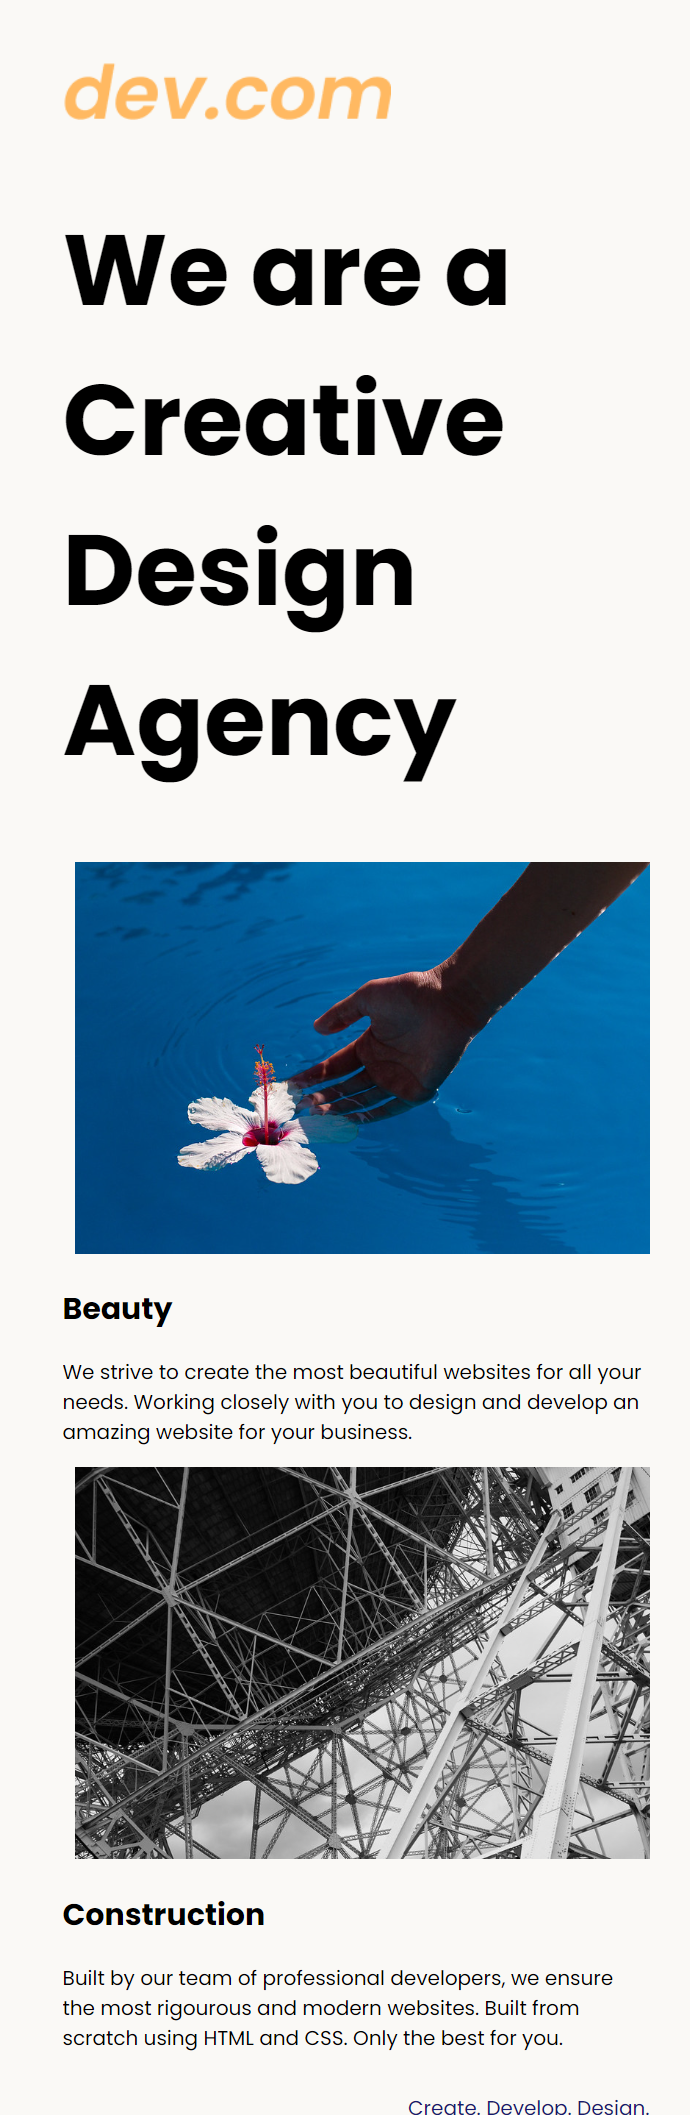 dev.com
We are a
Creative
Design
Agency
Beauty
We strive to create the most beautiful websites for all your
needs. Working closely with you to design and develop an
amazing website for your business.
Construction
Built by our team of professional developers, we ensure
the most rigourous and modern websites. Built from
scratch using HTML and CSS. Only the best for you.
Create. Develop. Design.